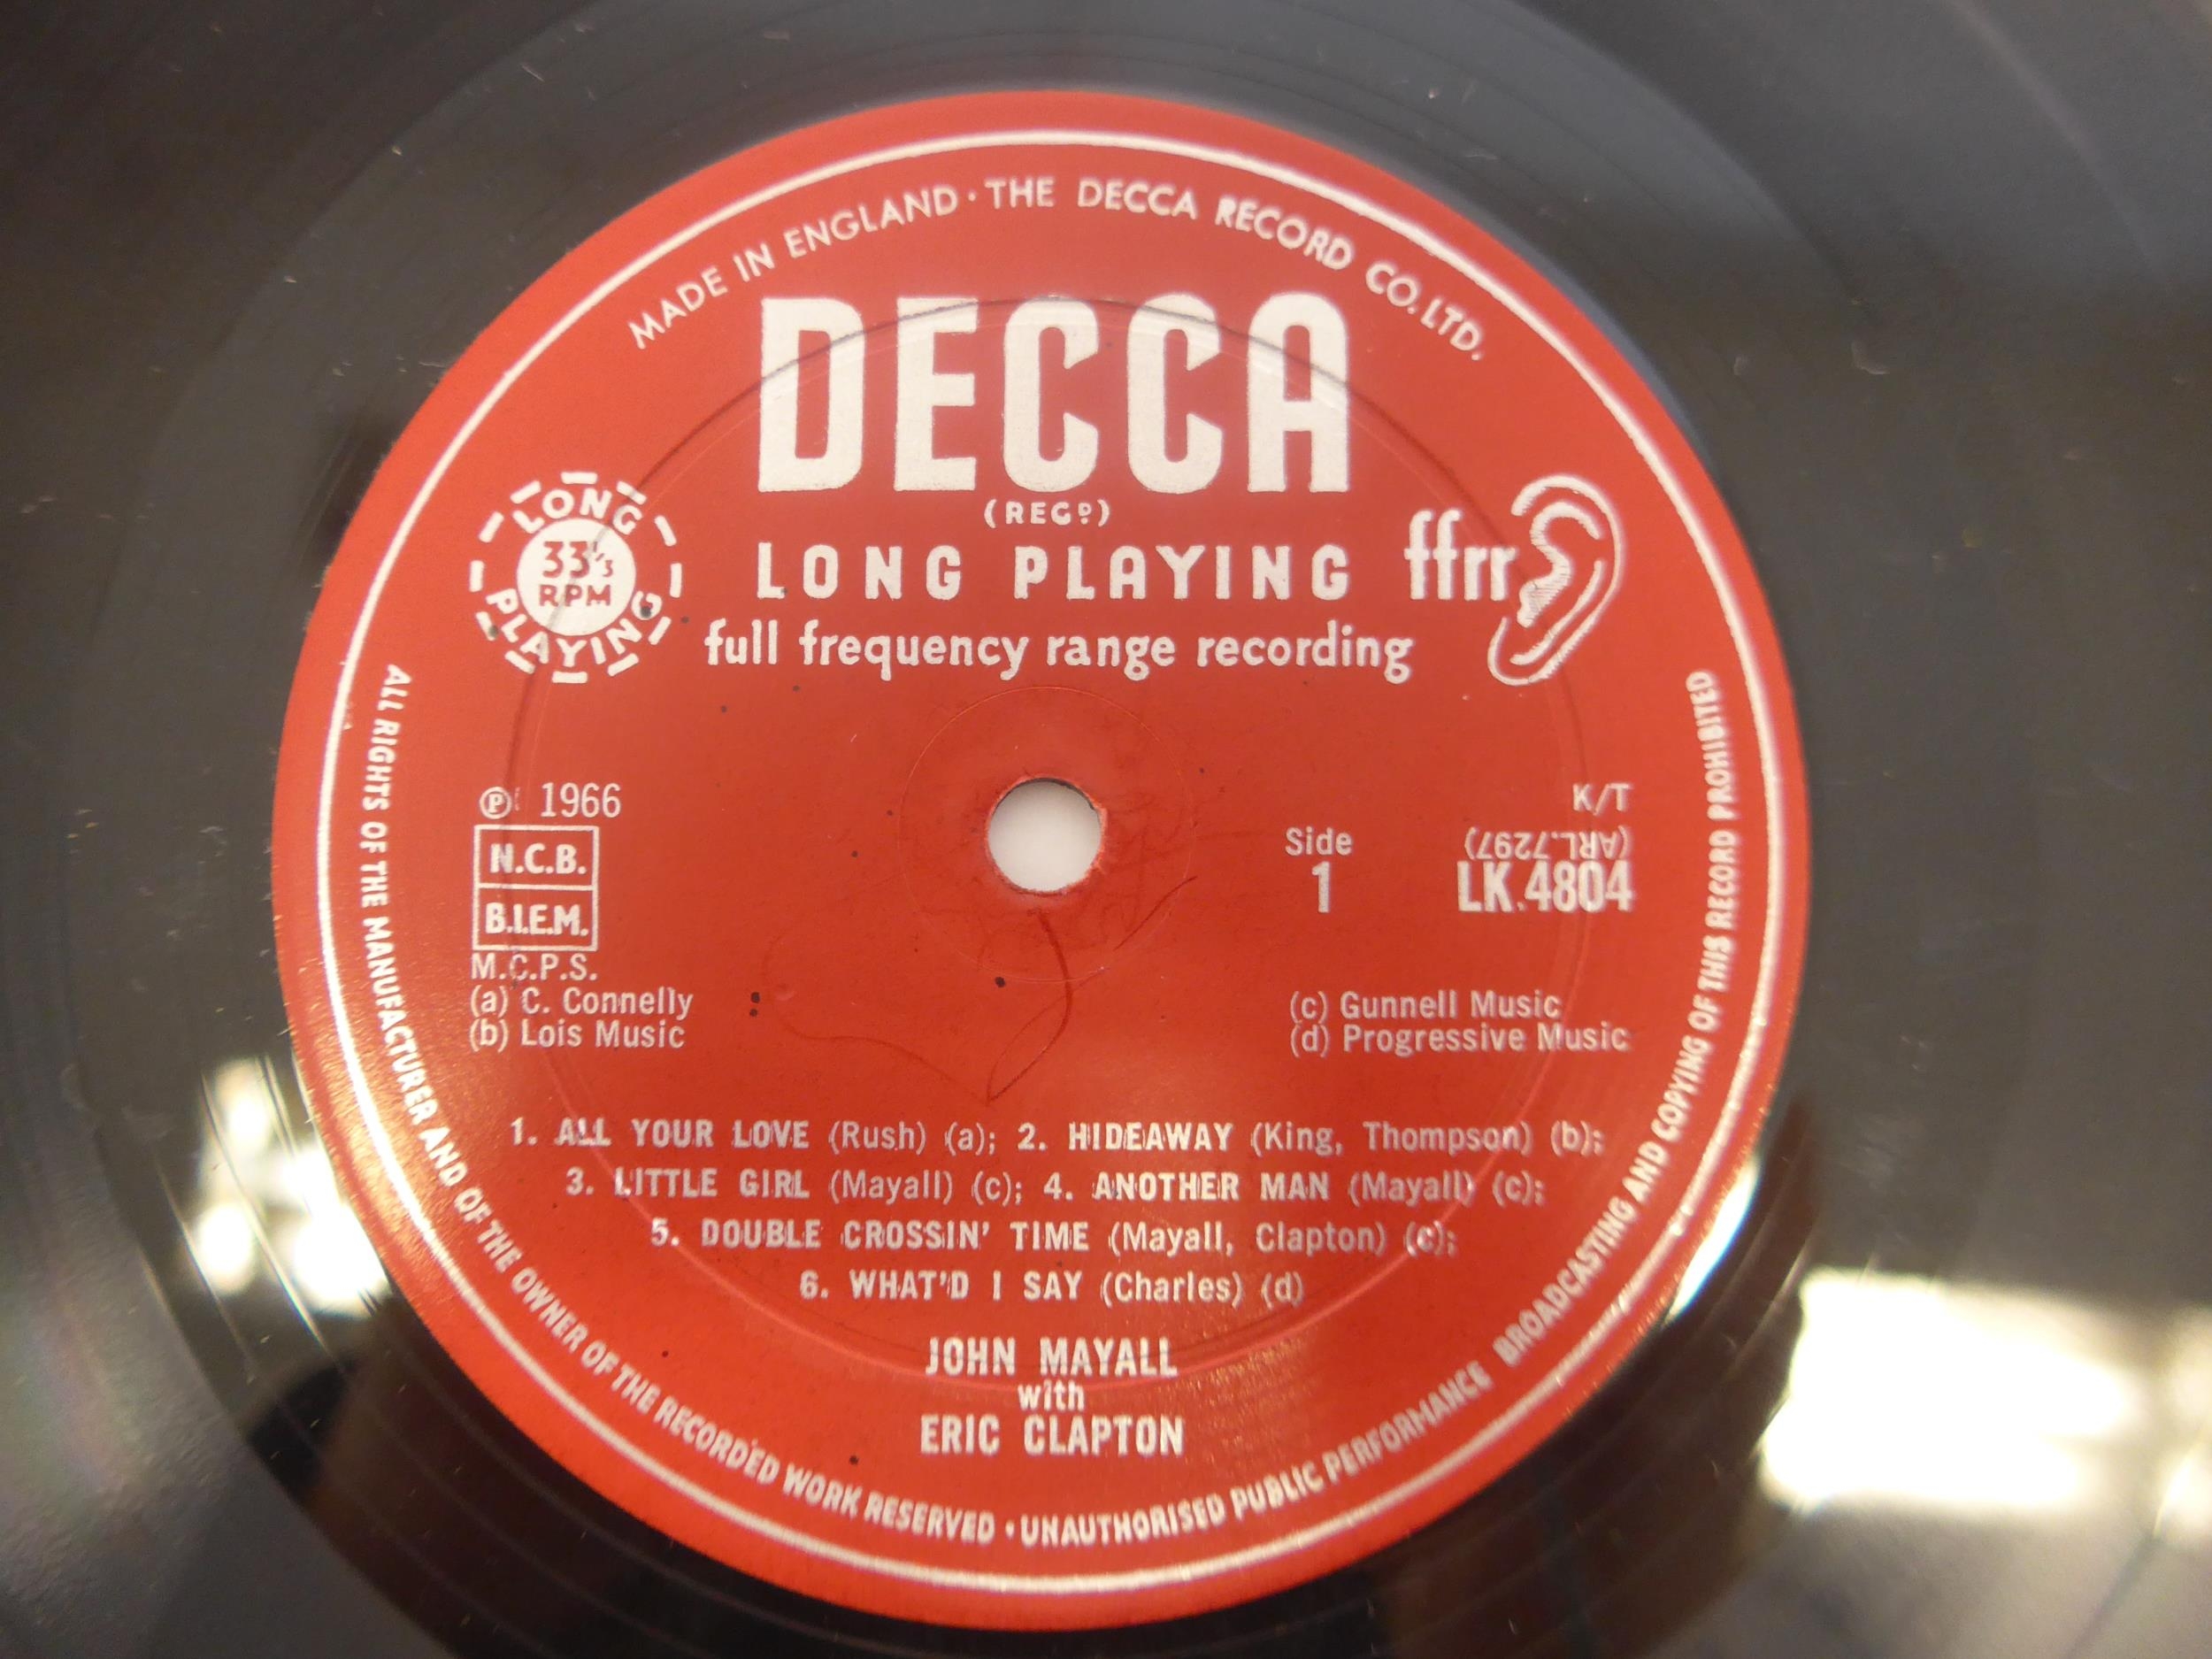 MADE IN ENGLAND · THE DECCA RECORD CO. LTD.
DECCA
(REGD)
LONG PLAYING
33 1/3
RPM
LONG PLAYING
ffrr
full frequency range recording
℗ 1966
N.C.B.
B.I.E.M.
M.C.P.S.
(a) C. Connelly
(b) Lois Music
Side
1
K/T
(ARL.7297)
LK.4804
(c) Gunnell Music
(d) Progressive Music
1. ALL YOUR LOVE (Rush) (a); 2. HIDEAWAY (King, Thompson) (b);
3. LITTLE GIRL (Mayall) (c); 4. ANOTHER MAN (Mayall) (c);
5. DOUBLE CROSSIN' TIME (Mayall, Clapton) (c);
6. WHAT'D I SAY (Charles) (d)
JOHN MAYALL
with
ERIC CLAPTON
ALL RIGHTS OF THE MANUFACTURER AND OF THE OWNER OF THE RECORDED WORK RESERVED · UNAUTHORISED PUBLIC PERFORMANCE BROADCASTING AND COPYING OF THIS RECORD PROHIBITED